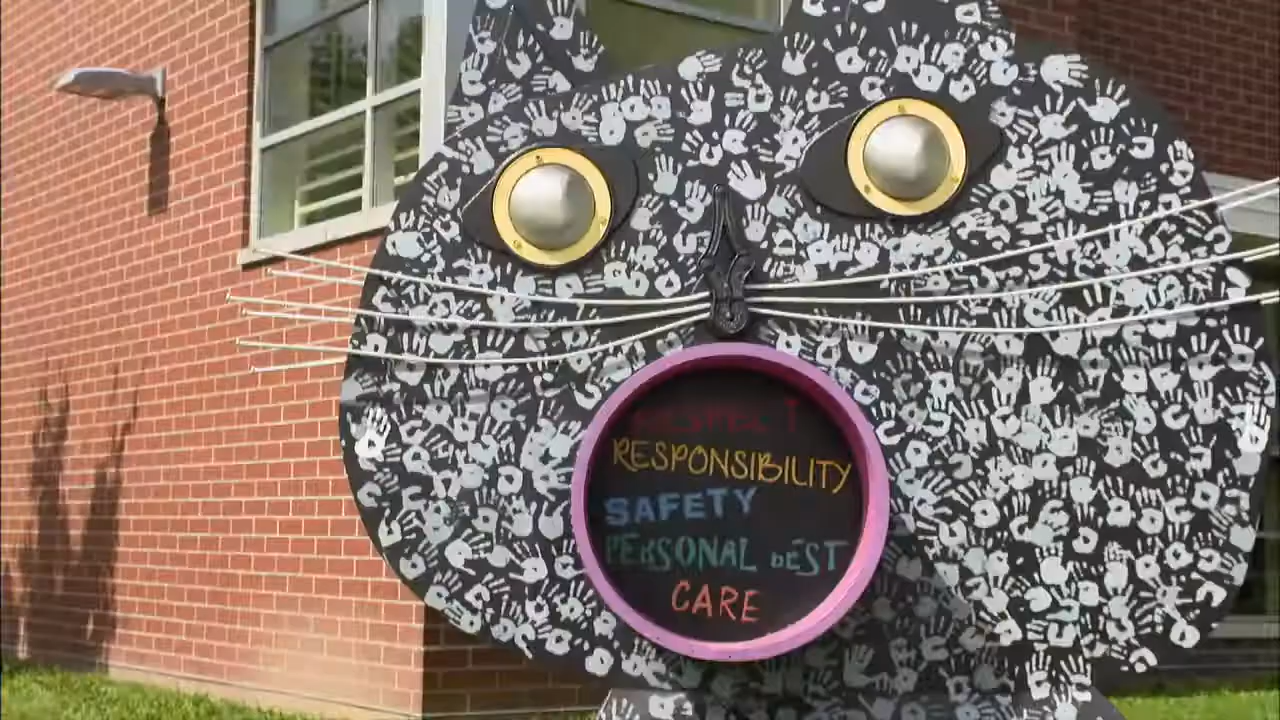 RESPECT
RESPONSIBILITY
SAFETY
PERSONAL BEST
CARE